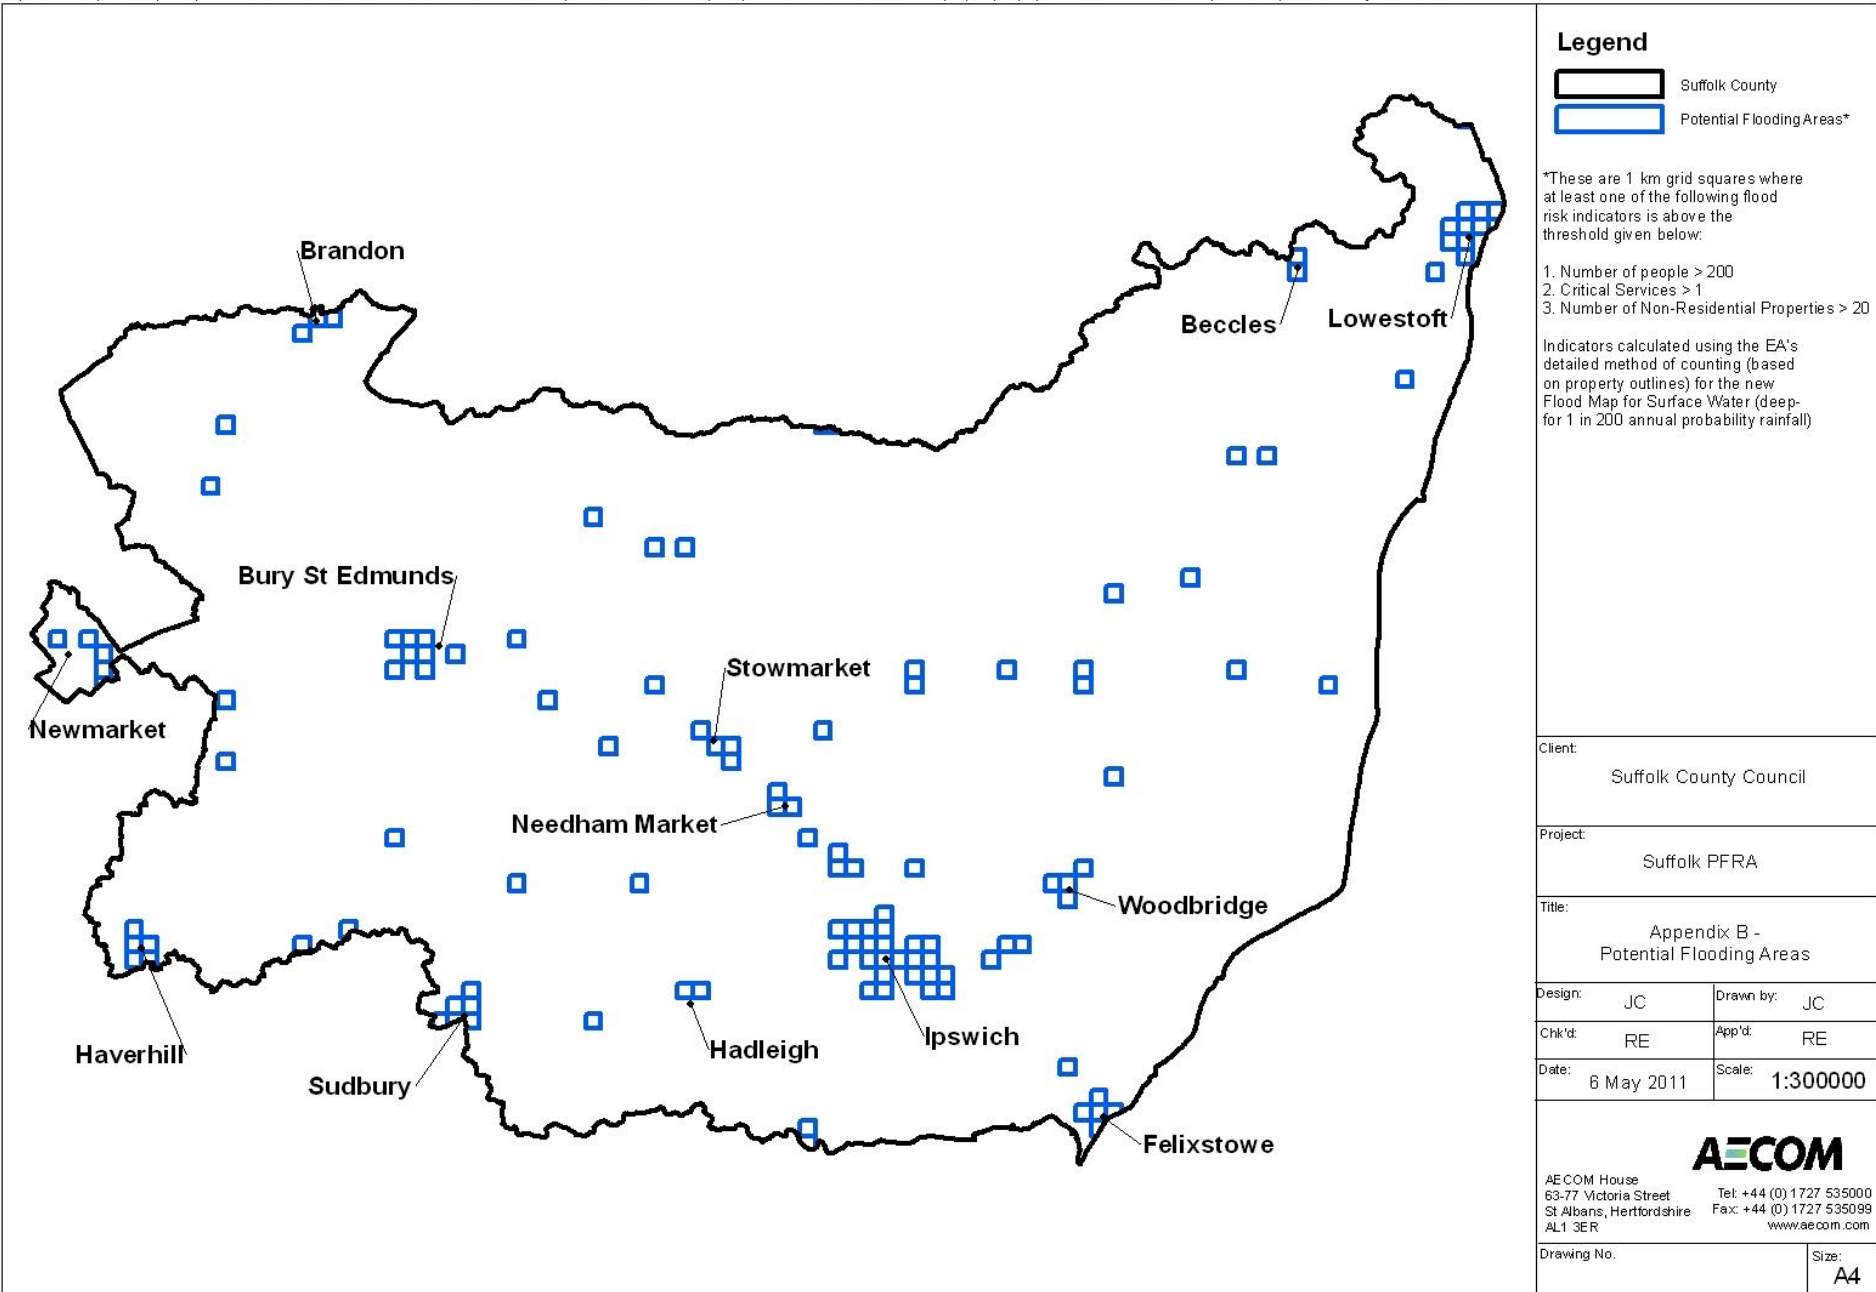 Legend
Suffolk County
Potential Flooding Areas*
*These are 1 km grid squares where
at least one of the following flood
risk indicators is above the
threshold given below:
1. Number of people > 200
2. Critical Services > 1
3. Number of Non-Residential Properties > 20
Indicators calculated using the EA's
detailed method of counting (based
on property outlines) for the new
Flood Map for Surface Water (deep-
for 1 in 200 annual probability rainfall)
Brandon
Beccles
Lowestoft
Bury St Edmunds
Stowmarket
Newmarket
Needham Market
Woodbridge
Haverhill
Sudbury
Hadleigh
Ipswich
Felixstowe
Client:
Suffolk County Council
Project:
Suffolk PFRA
Title:
Appendix B -
Potential Flooding Areas
Design: JC
Drawn by: JC
Chk'd: RE
App'd: RE
Date: 6 May 2011
Scale: 1:300000
AECOM
AECOM House
63-77 Victoria Street
St Albans, Hertfordshire
AL1 3ER
Tel: +44 (0) 1727 535000
Fax: +44 (0) 1727 535099
www.aecom.com
Drawing No.
Size:
A4